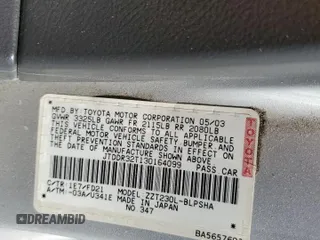 MFD BY TOYOTA MOTOR CORPORATION 05/03
GVWR 3325LB GAWR FR 2115LB RR 2080LB
THIS VEHICLE CONFORMS TO ALL APPLICABLE
FEDERAL MOTOR VEHICLE SAFETY, BUMPER, AND
THEFT PREVENTION STANDARDS IN EFFECT ON
THE DATE OF MANUFACTURE SHOWN ABOVE.
JTDDR32T130164099 PASS CAR
C/TR 1E7/FD21 MODEL ZZT230L-BLPSHA
A/TM -03A/U341E MADE IN JAPAN
NO 347
TOYOTA